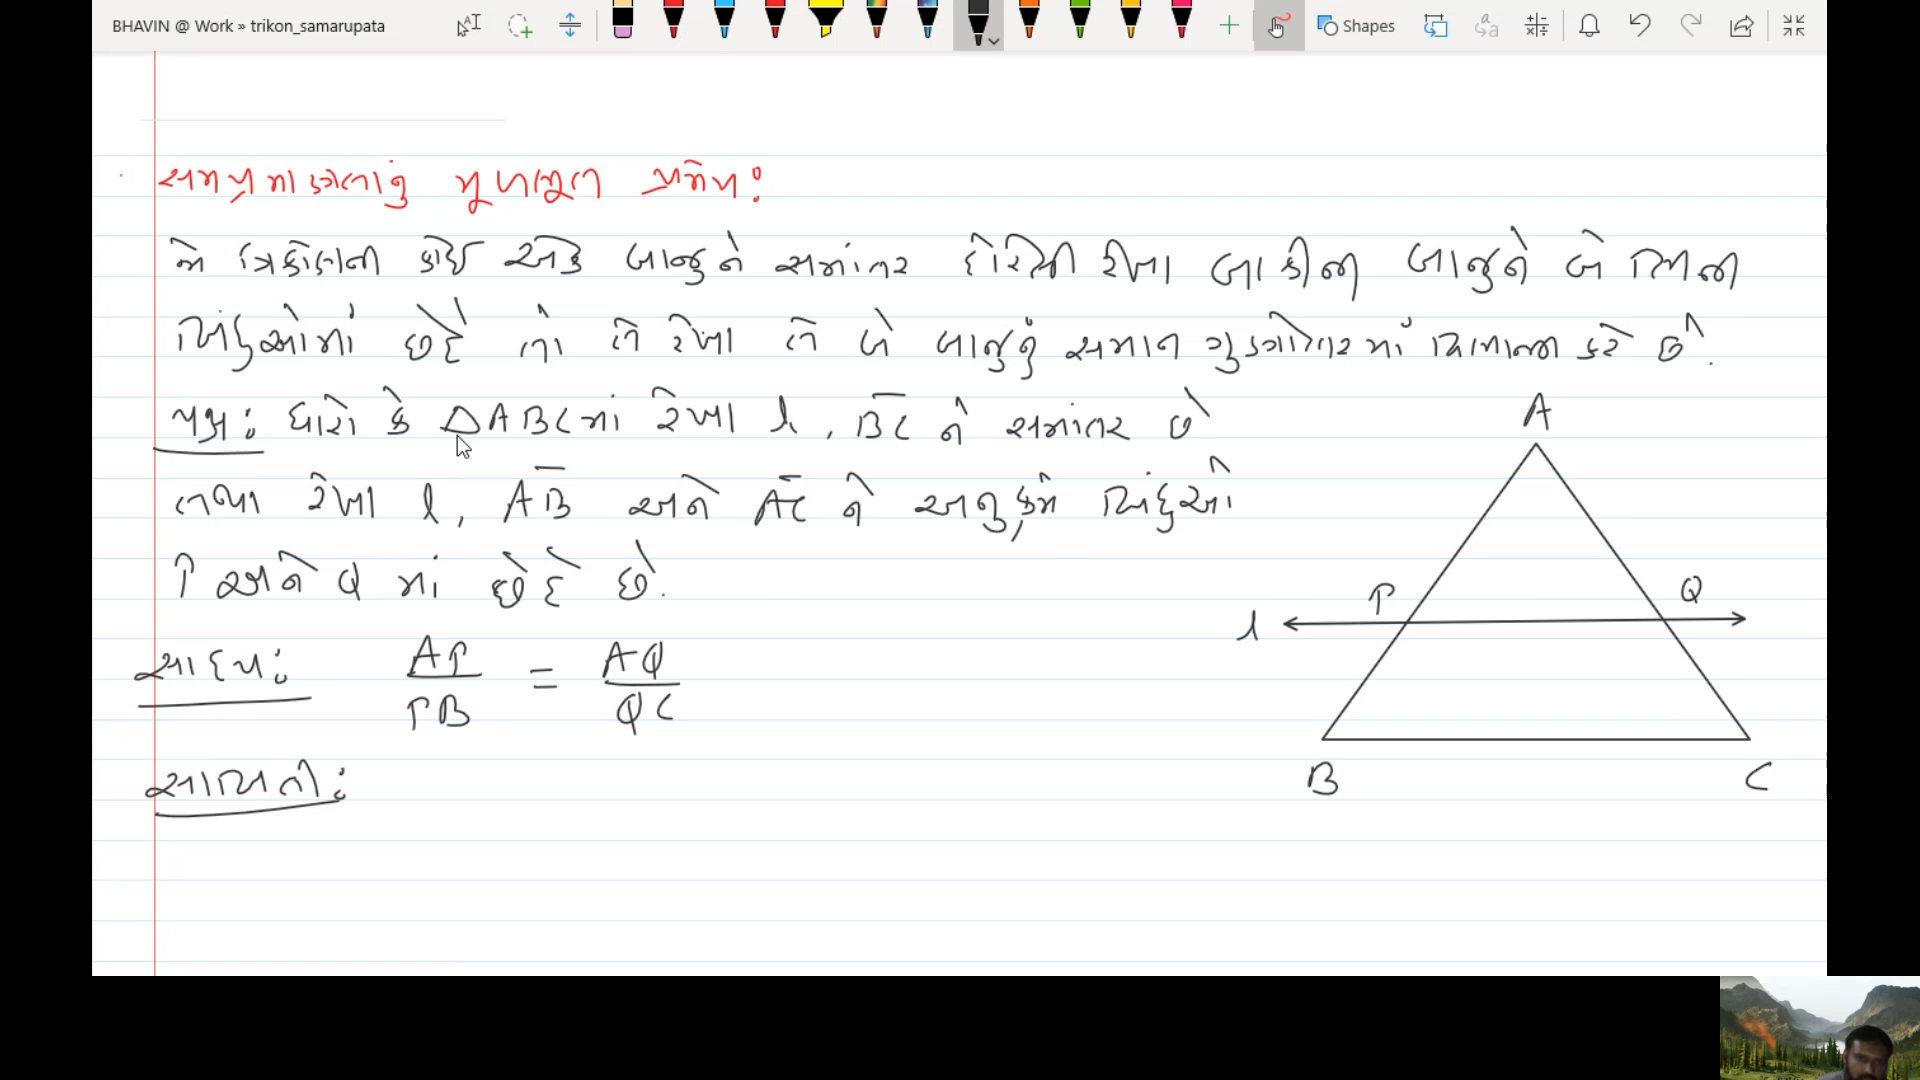 BHAVIN @ Work » trikon_samarupata
Shapes
સમપ્રમાણતાનું મૂળભૂત પ્રમેય:
જો ત્રિકોણની કોઈ એક બાજુને સમાંતર દોરેલી રેખા બાકીની બાજુને બે ભિન્ન
બિંદુઓમાં છેદે તો તે રેખા તે બે બાજુનું સમાન ગુણોત્તરમાં વિભાજન કરે છે.
પક્ષ: ધારો કે △ABCમાં રેખા l, BC ને સમાંતર છે
તથા રેખા l, AB અને AC ને અનુક્રમે બિંદુઓ
P અને Q માં છેદે છે.
સાધ્ય: AP/PB = AQ/QC
સાબિતી:
A
P
Q
l
B
C